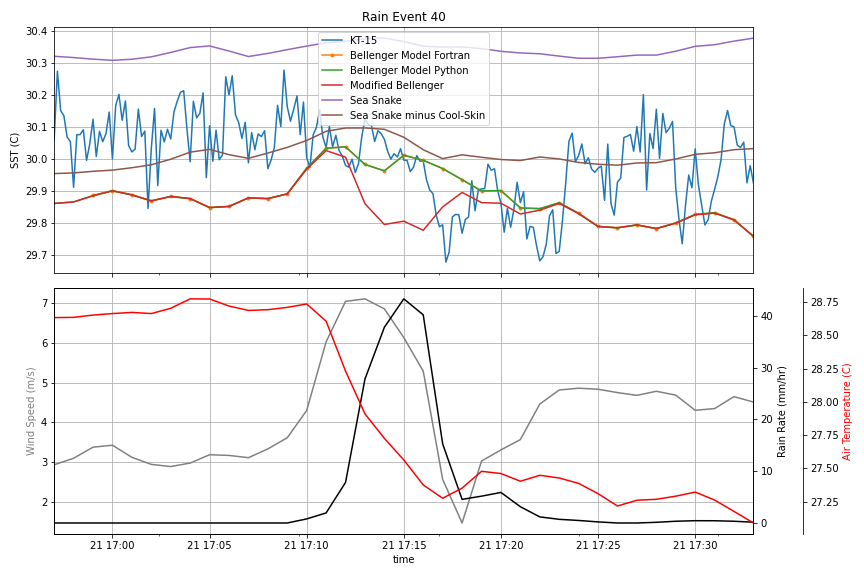 Rain Event 40
30.4
30.3
30.2
30.1
30.0
29.9
29.8
29.7
SST (C)
KT-15
Bellenger Model Fortran
Bellenger Model Python
Modified Bellenger
Sea Snake
Sea Snake minus Cool-Skin
7
6
5
4
3
2
Wind Speed (m/s)
40
30
20
10
0
Rain Rate (mm/hr)
28.75
28.50
28.25
28.00
27.75
27.50
27.25
Air Temperature (C)
21 17:00
21 17:05
21 17:10
21 17:15
21 17:20
21 17:25
21 17:30
time